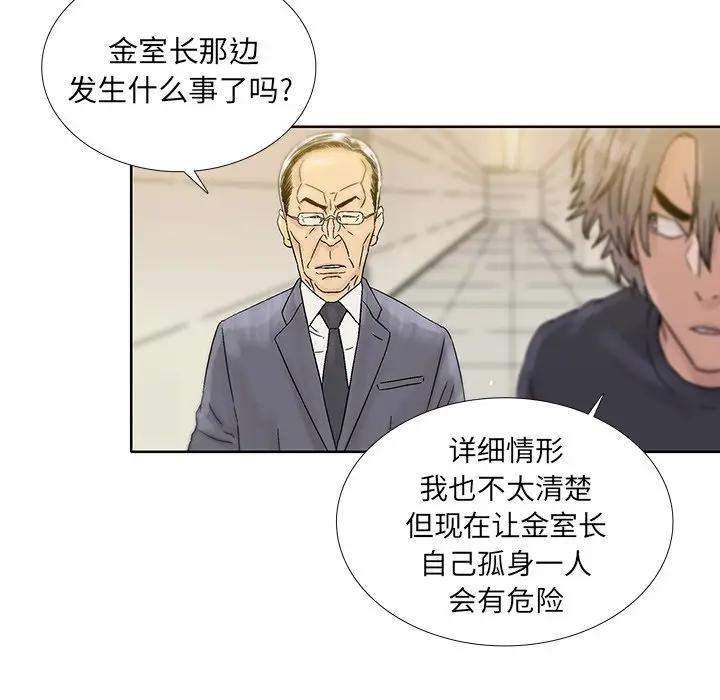 金室长那边
发生什么事了吗?
详细情形
我也不太清楚
但现在让金室长
自己孤身一人
会有危险